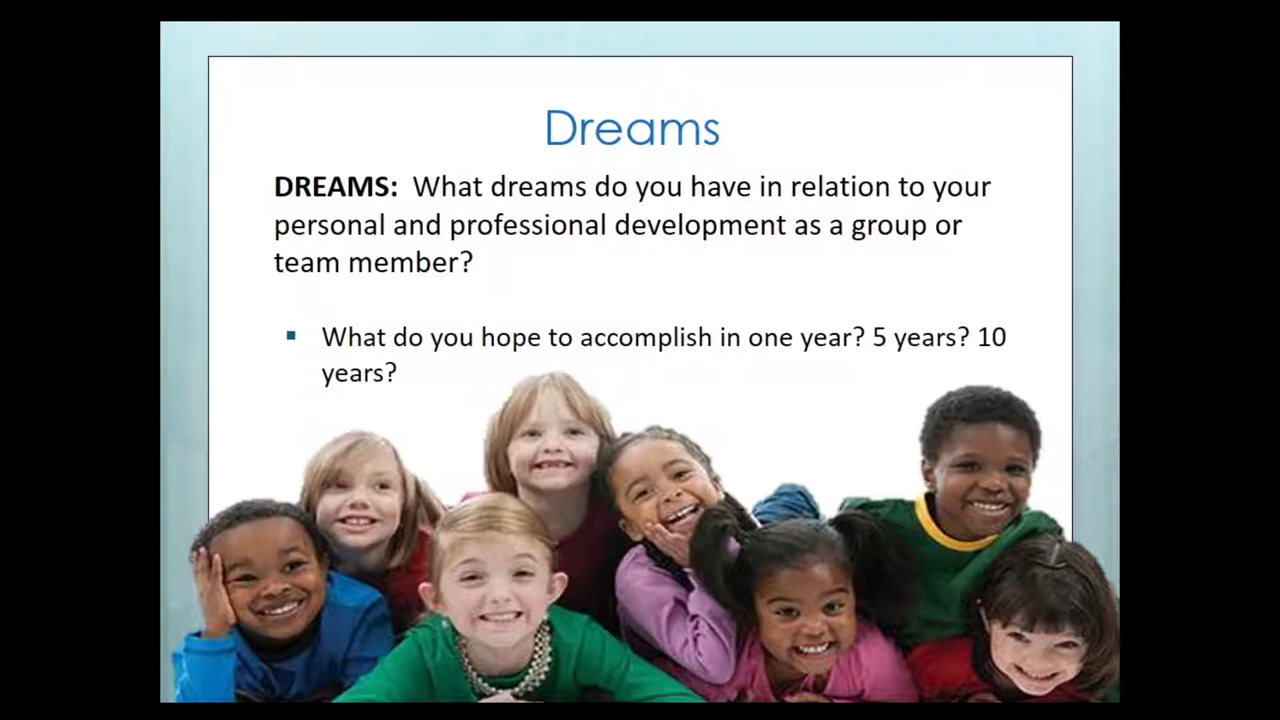 Dreams
DREAMS: What dreams do you have in relation to your
personal and professional development as a group or
team member?
▪ What do you hope to accomplish in one year? 5 years? 10
years?